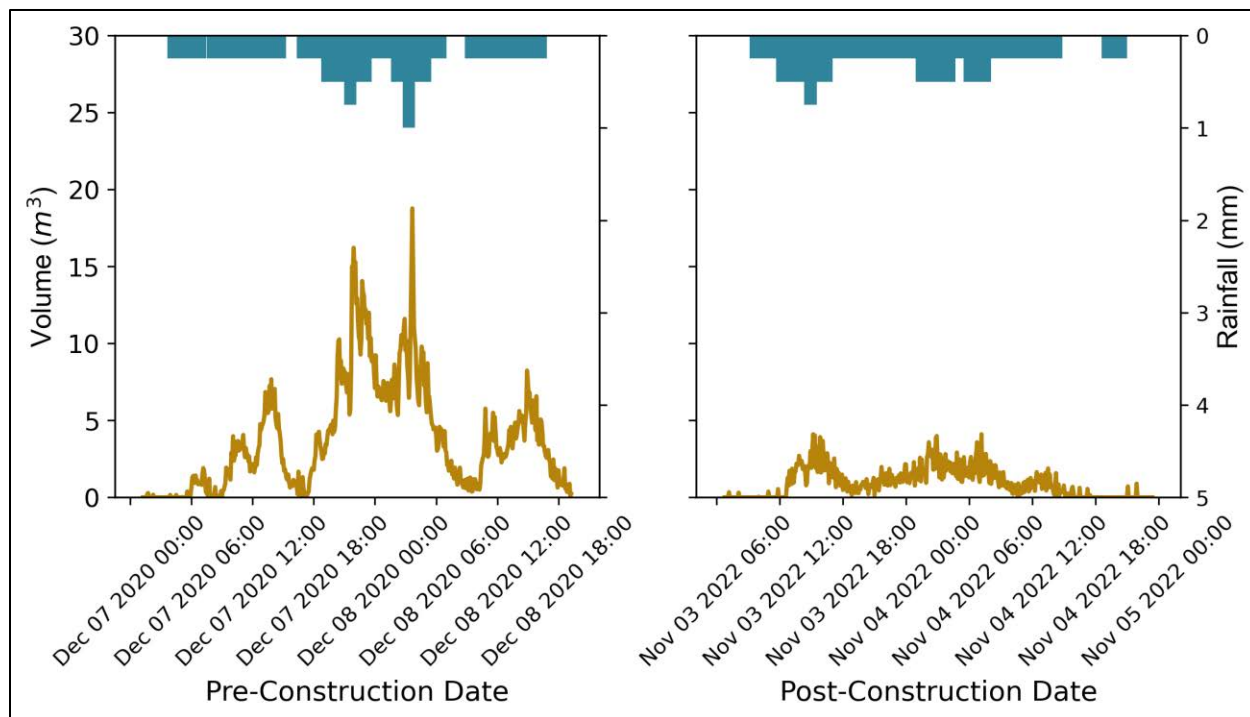 30
25
20
15
10
5
0
Volume (m³)
Dec 07 2020 00:00
Dec 07 2020 06:00
Dec 07 2020 12:00
Dec 07 2020 18:00
Dec 08 2020 00:00
Dec 08 2020 06:00
Dec 08 2020 12:00
Dec 08 2020 18:00
Pre-Construction Date
0
1
2
3
4
5
Rainfall (mm)
Nov 03 2022 06:00
Nov 03 2022 12:00
Nov 03 2022 18:00
Nov 04 2022 00:00
Nov 04 2022 06:00
Nov 04 2022 12:00
Nov 04 2022 18:00
Nov 05 2022 00:00
Post-Construction Date